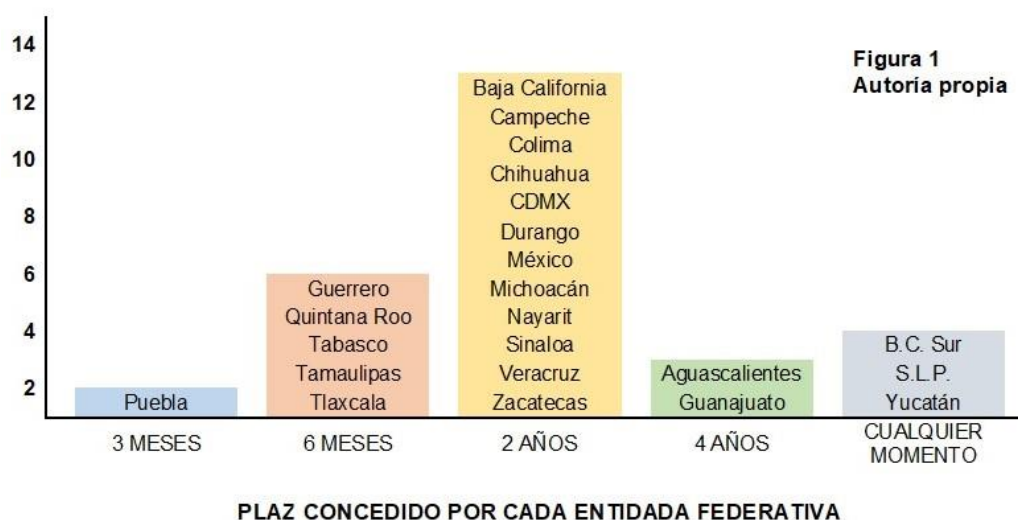 14
12
10
8
6
4
2
Figura 1
Autoría propia
Puebla
Guerrero
Quintana Roo
Tabasco
Tamaulipas
Tlaxcala
Baja California
Campeche
Colima
Chihuahua
CDMX
Durango
México
Michoacán
Nayarit
Sinaloa
Veracruz
Zacatecas
Aguascalientes
Guanajuato
B.C. Sur
S.L.P.
Yucatán
3 MESES
6 MESES
2 AÑOS
4 AÑOS
CUALQUIER
MOMENTO
PLAZ CONCEDIDO POR CADA ENTIDADA FEDERATIVA